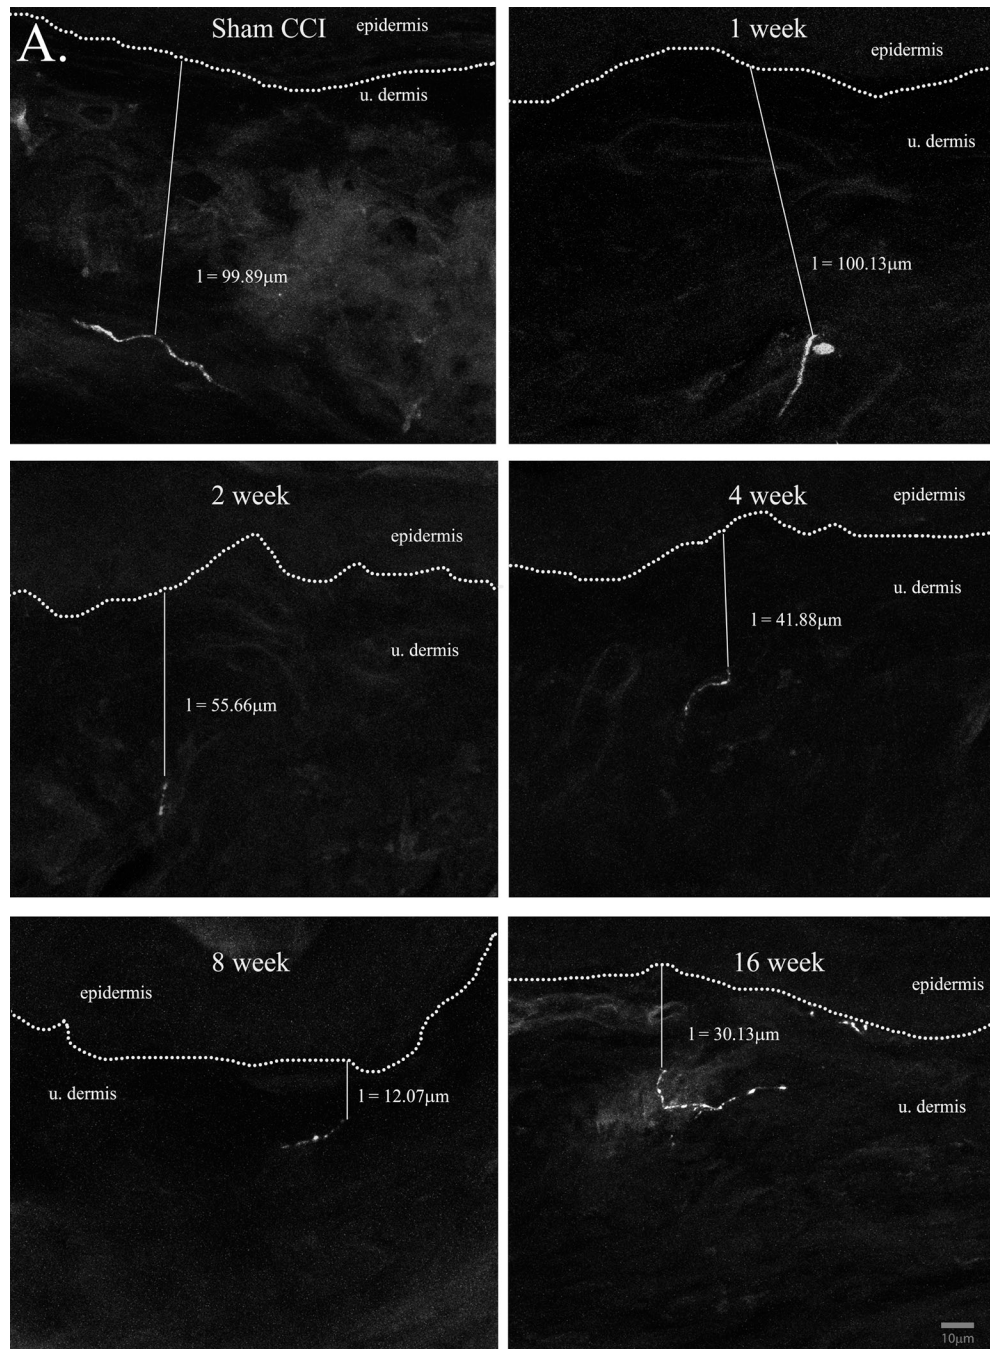 A.
Sham CCI
epidermis
u. dermis
l = 99.89μm
1 week
epidermis
u. dermis
l = 100.13μm
2 week
epidermis
u. dermis
l = 55.66μm
4 week
epidermis
u. dermis
l = 41.88μm
8 week
epidermis
u. dermis
l = 12.07μm
16 week
epidermis
l = 30.13μm
u. dermis
10μm